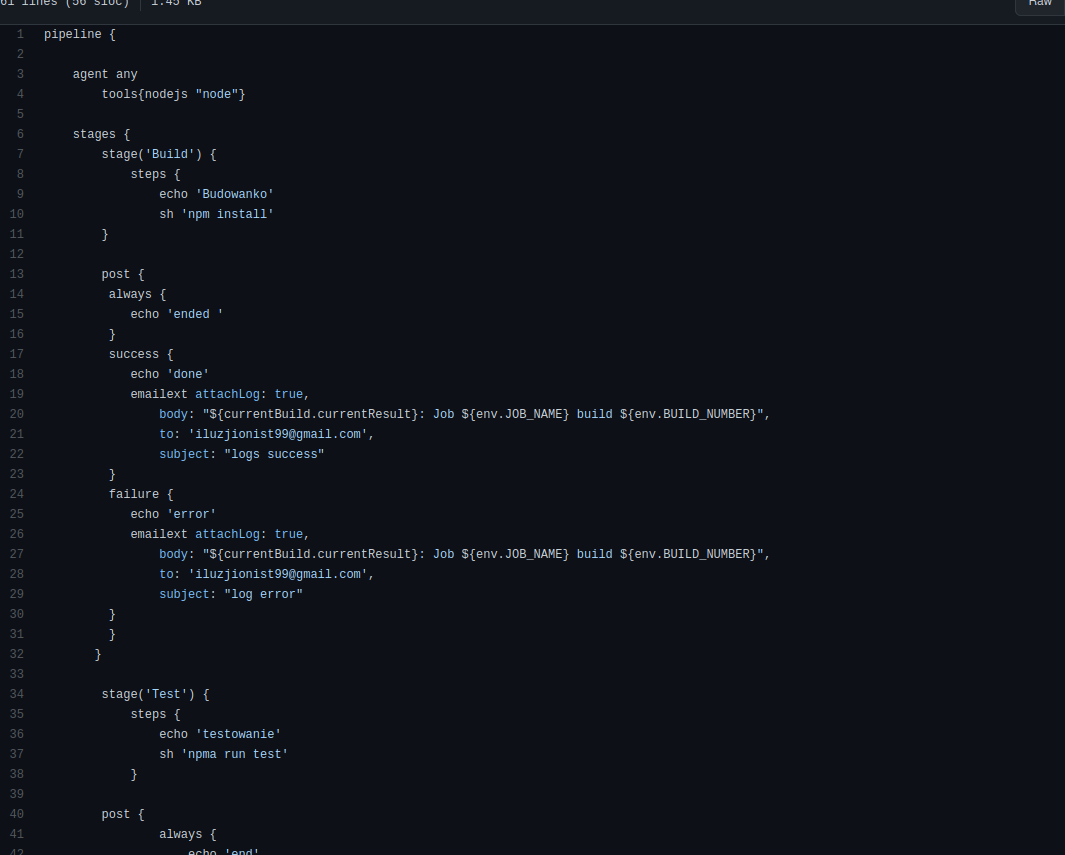 61 lines (56 sloc) 1.45 KB Raw
1 pipeline {
2
3 agent any
4 tools{nodejs "node"}
5
6 stages {
7 stage('Build') {
8 steps {
9 echo 'Budowanko'
10 sh 'npm install'
11 }
12
13 post {
14 always {
15 echo 'ended '
16 }
17 success {
18 echo 'done'
19 emailext attachLog: true,
20 body: "${currentBuild.currentResult}: Job ${env.JOB_NAME} build ${env.BUILD_NUMBER}",
21 to: 'iluzjionist99@gmail.com',
22 subject: "logs success"
23 }
24 failure {
25 echo 'error'
26 emailext attachLog: true,
27 body: "${currentBuild.currentResult}: Job ${env.JOB_NAME} build ${env.BUILD_NUMBER}",
28 to: 'iluzjionist99@gmail.com',
29 subject: "log error"
30 }
31 }
32 }
33
34 stage('Test') {
35 steps {
36 echo 'testowanie'
37 sh 'npma run test'
38 }
39
40 post {
41 always {
42 echo 'end'